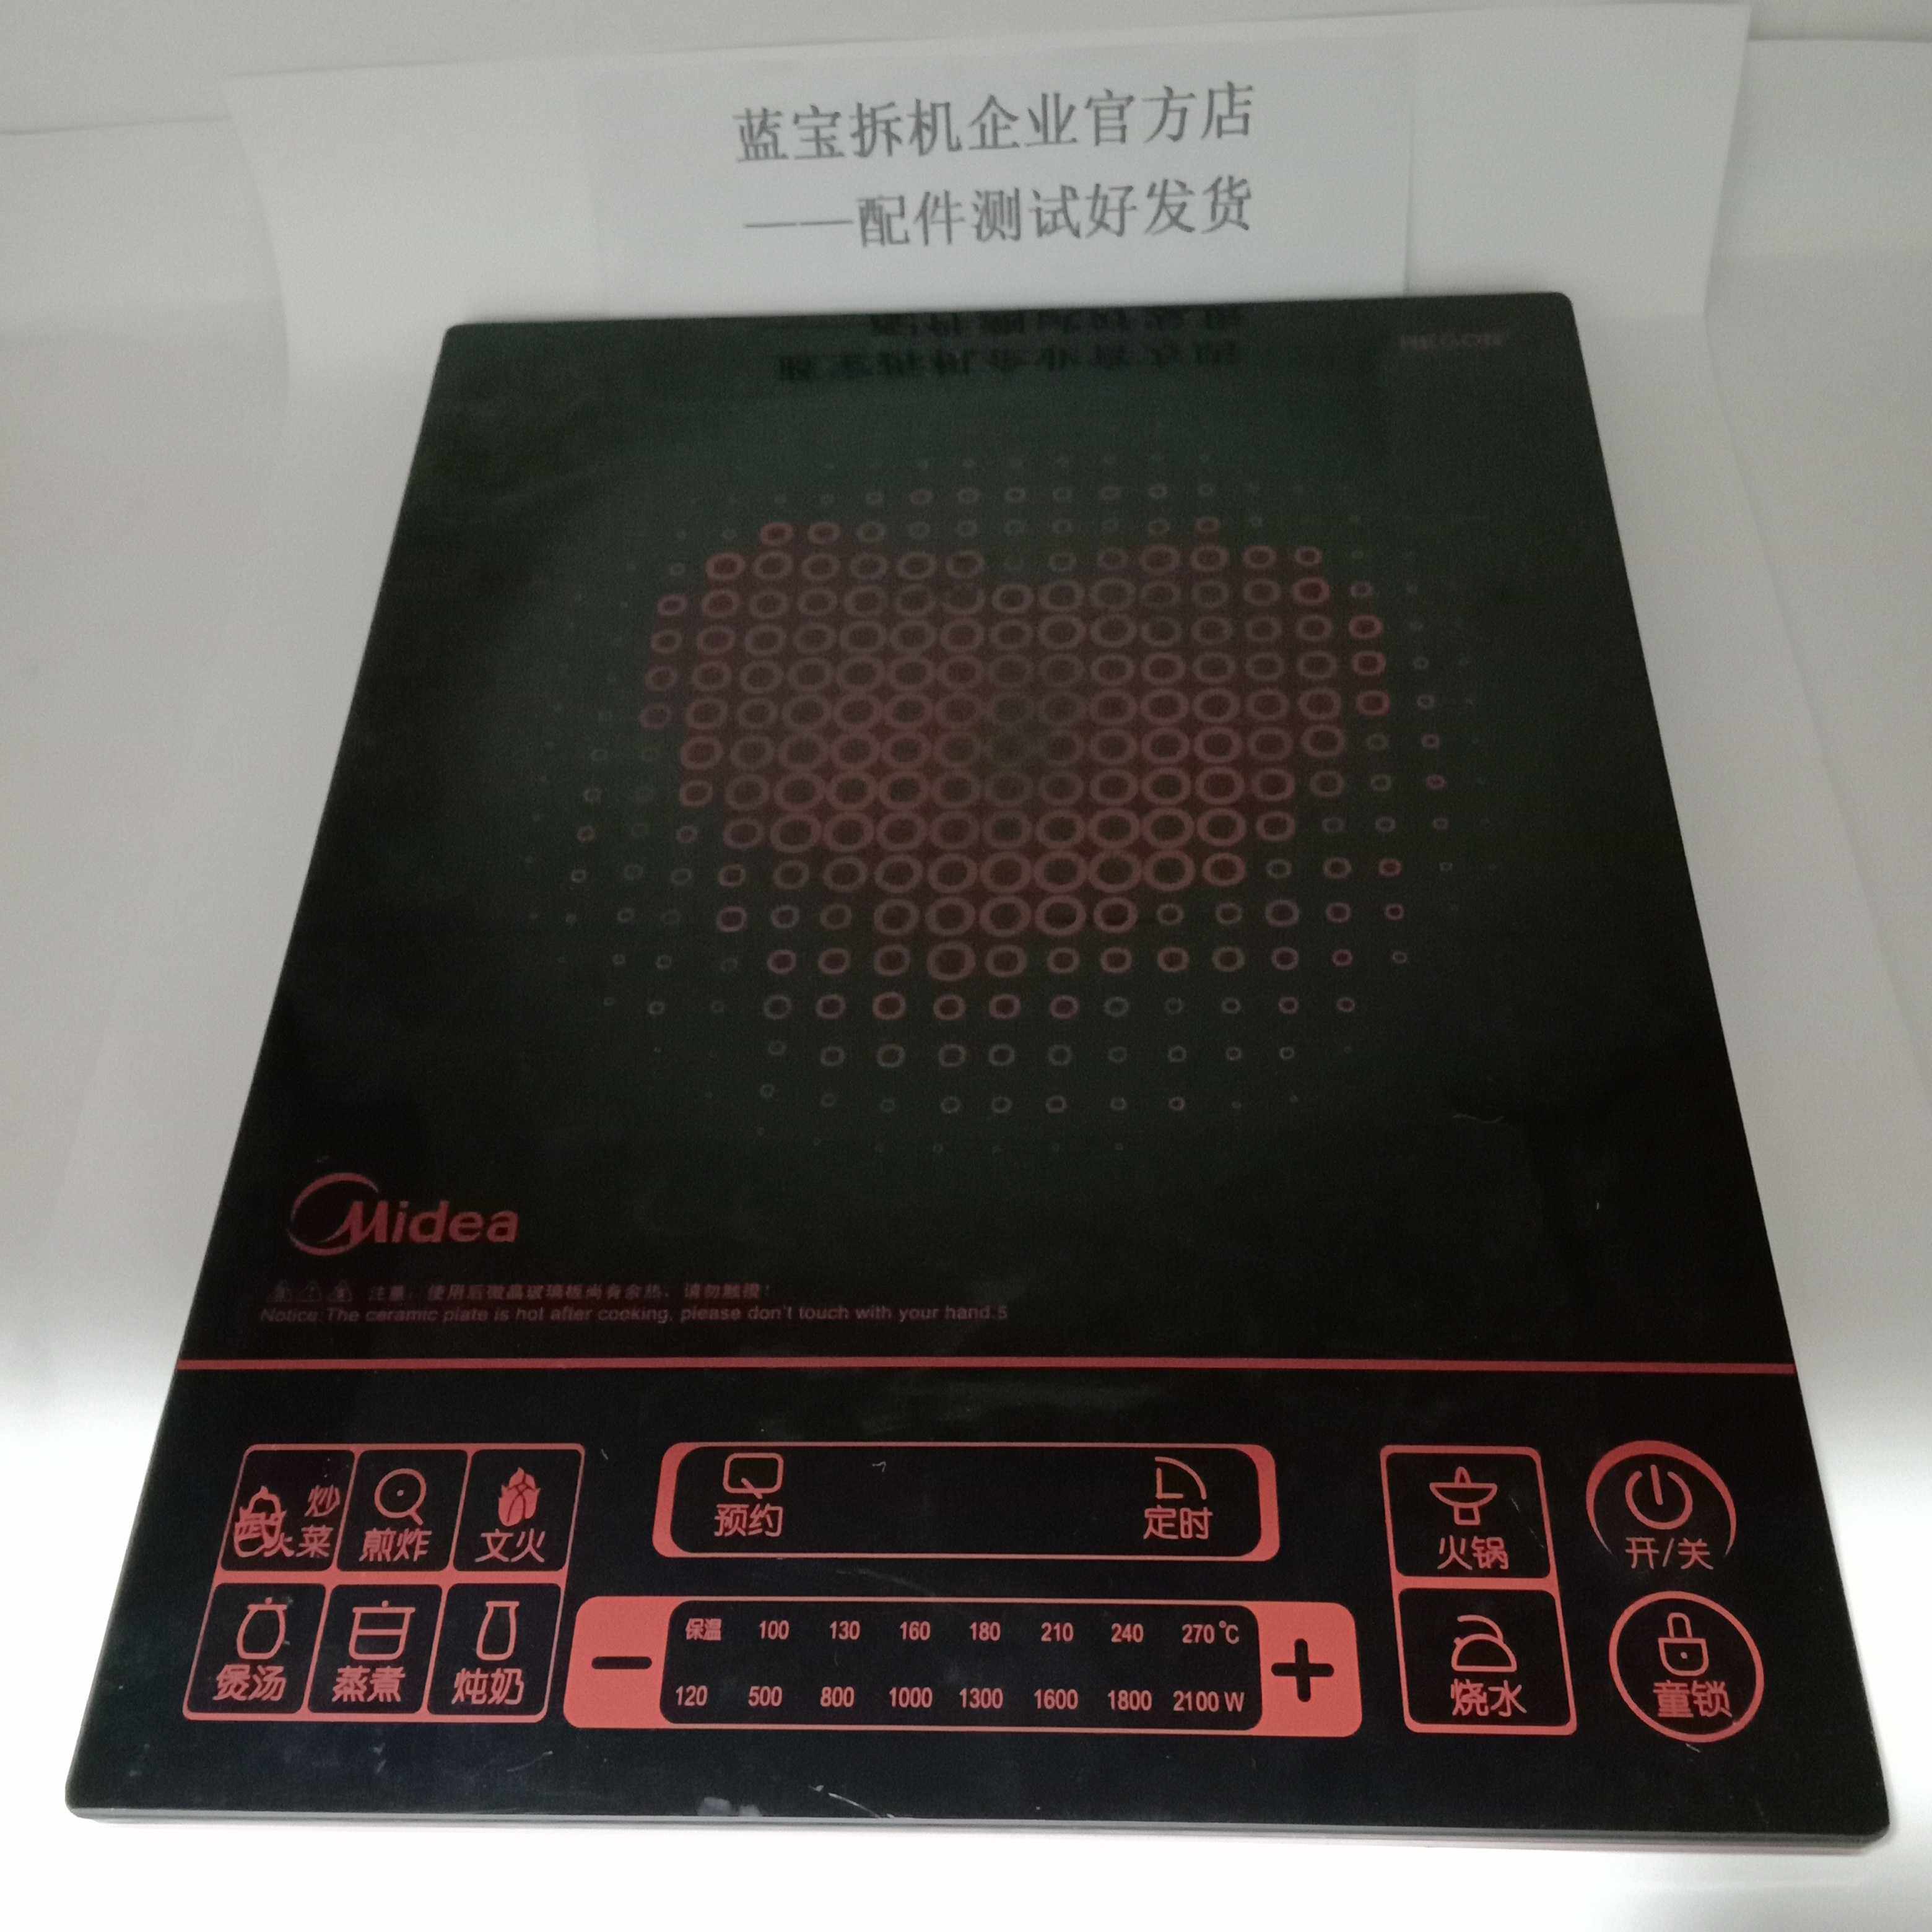 蓝宝拆机企业官方店
——配件测试好发货
Midea
注意：使用后微晶玻璃板尚有余热，请勿触摸！
Notice:The ceramic plate is hot after cooking, please don't touch with your hand.5
武火 炒菜
煎炸
文火
预约
定时
火锅
开/关
煲汤
蒸煮
炖奶
保温 100 130 160 180 210 240 270℃
120 500 800 1000 1300 1600 1800 2100 W
烧水
童锁